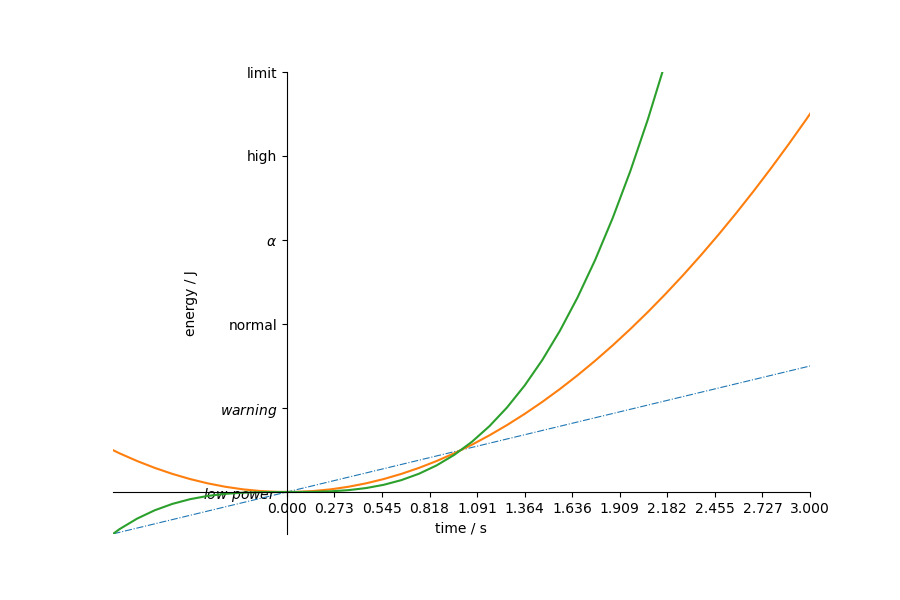 limit
high
α
energy / J
normal
warning
low power
0.000 0.273 0.545 0.818 1.091 1.364 1.636 1.909 2.182 2.455 2.727 3.000
time / s